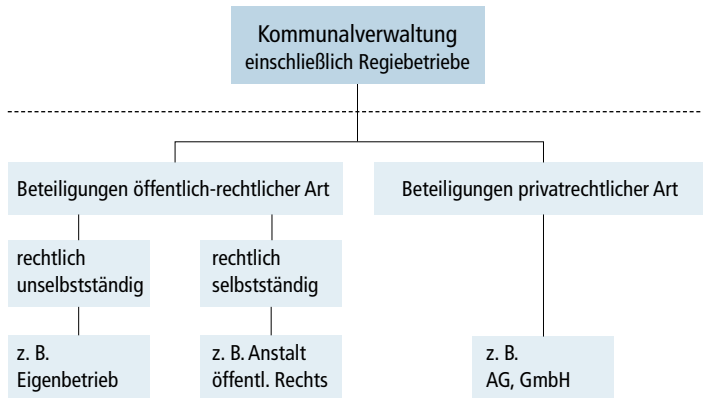 Kommunalverwaltung
einschließlich Regiebetriebe
Beteiligungen öffentlich-rechtlicher Art
Beteiligungen privatrechtlicher Art
rechtlich
unselbstständig
rechtlich
selbstständig
z. B.
Eigenbetrieb
z. B. Anstalt
öffentl. Rechts
z. B.
AG, GmbH